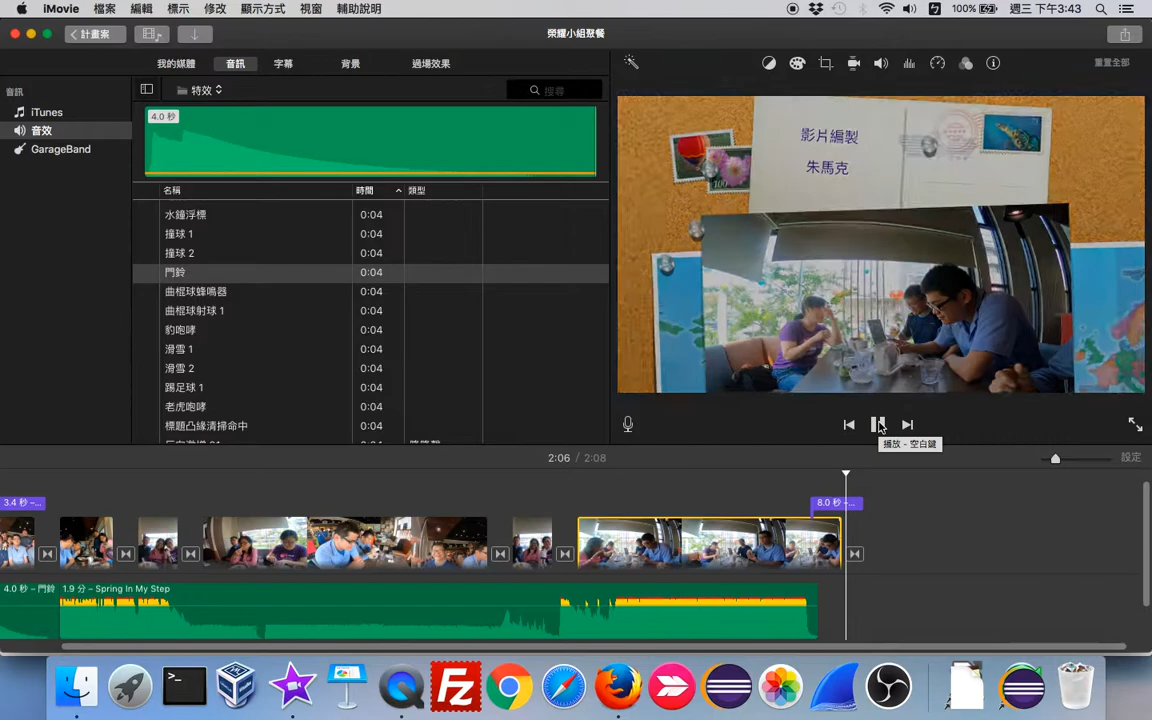 iMovie 檔案 編輯 標示 修改 顯示方式 視窗 輔助說明 100% 週三 下午3:43
計畫案 榮耀小組聚餐
我的媒體 音訊 字幕 背景 過場效果 重置全部
音訊
iTunes
音效
GarageBand
特效 搜尋
4.0 秒
名稱 時間 類型
水鐘浮標 0:04
撞球 1 0:04
撞球 2 0:04
門鈴 0:04
曲棍球蜂鳴器 0:04
曲棍球射球 1 0:04
豹咆哮 0:04
滑雪 1 0:04
滑雪 2 0:04
踢足球 1 0:04
老虎咆哮 0:04
標題凸緣清掃命中 0:04
影片編製
朱馬克
100
播放 - 空白鍵
2:06 / 2:08 設定
3.4 秒 –... 8.0 秒 –...
4.0 秒 – 門鈴 1.9 分 – Spring In My Step
>_
FZ